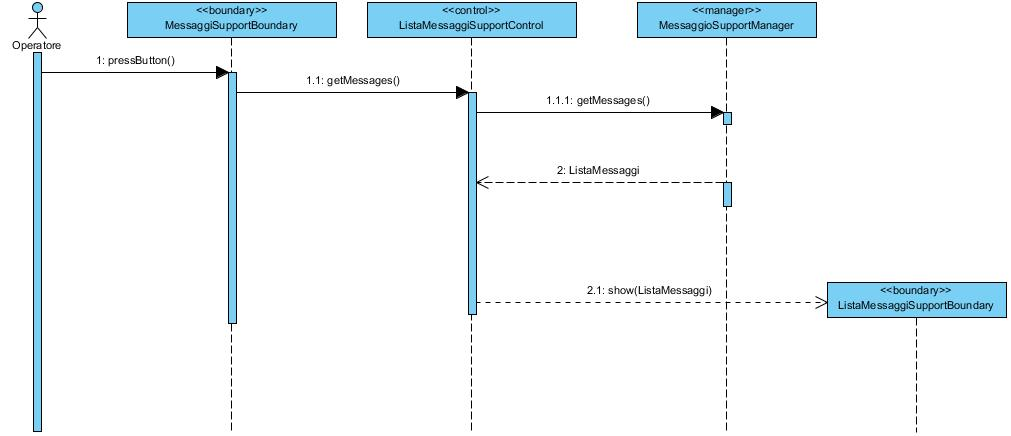 <<boundary>>
MessaggiSupportBoundary
<<control>>
ListaMessaggiSupportControl
<<manager>>
MessaggioSupportManager
Operatore
1: pressButton()
1.1: getMessages()
1.1.1: getMessages()
2: ListaMessaggi
2.1: show(ListaMessaggi)
<<boundary>>
ListaMessaggiSupportBoundary